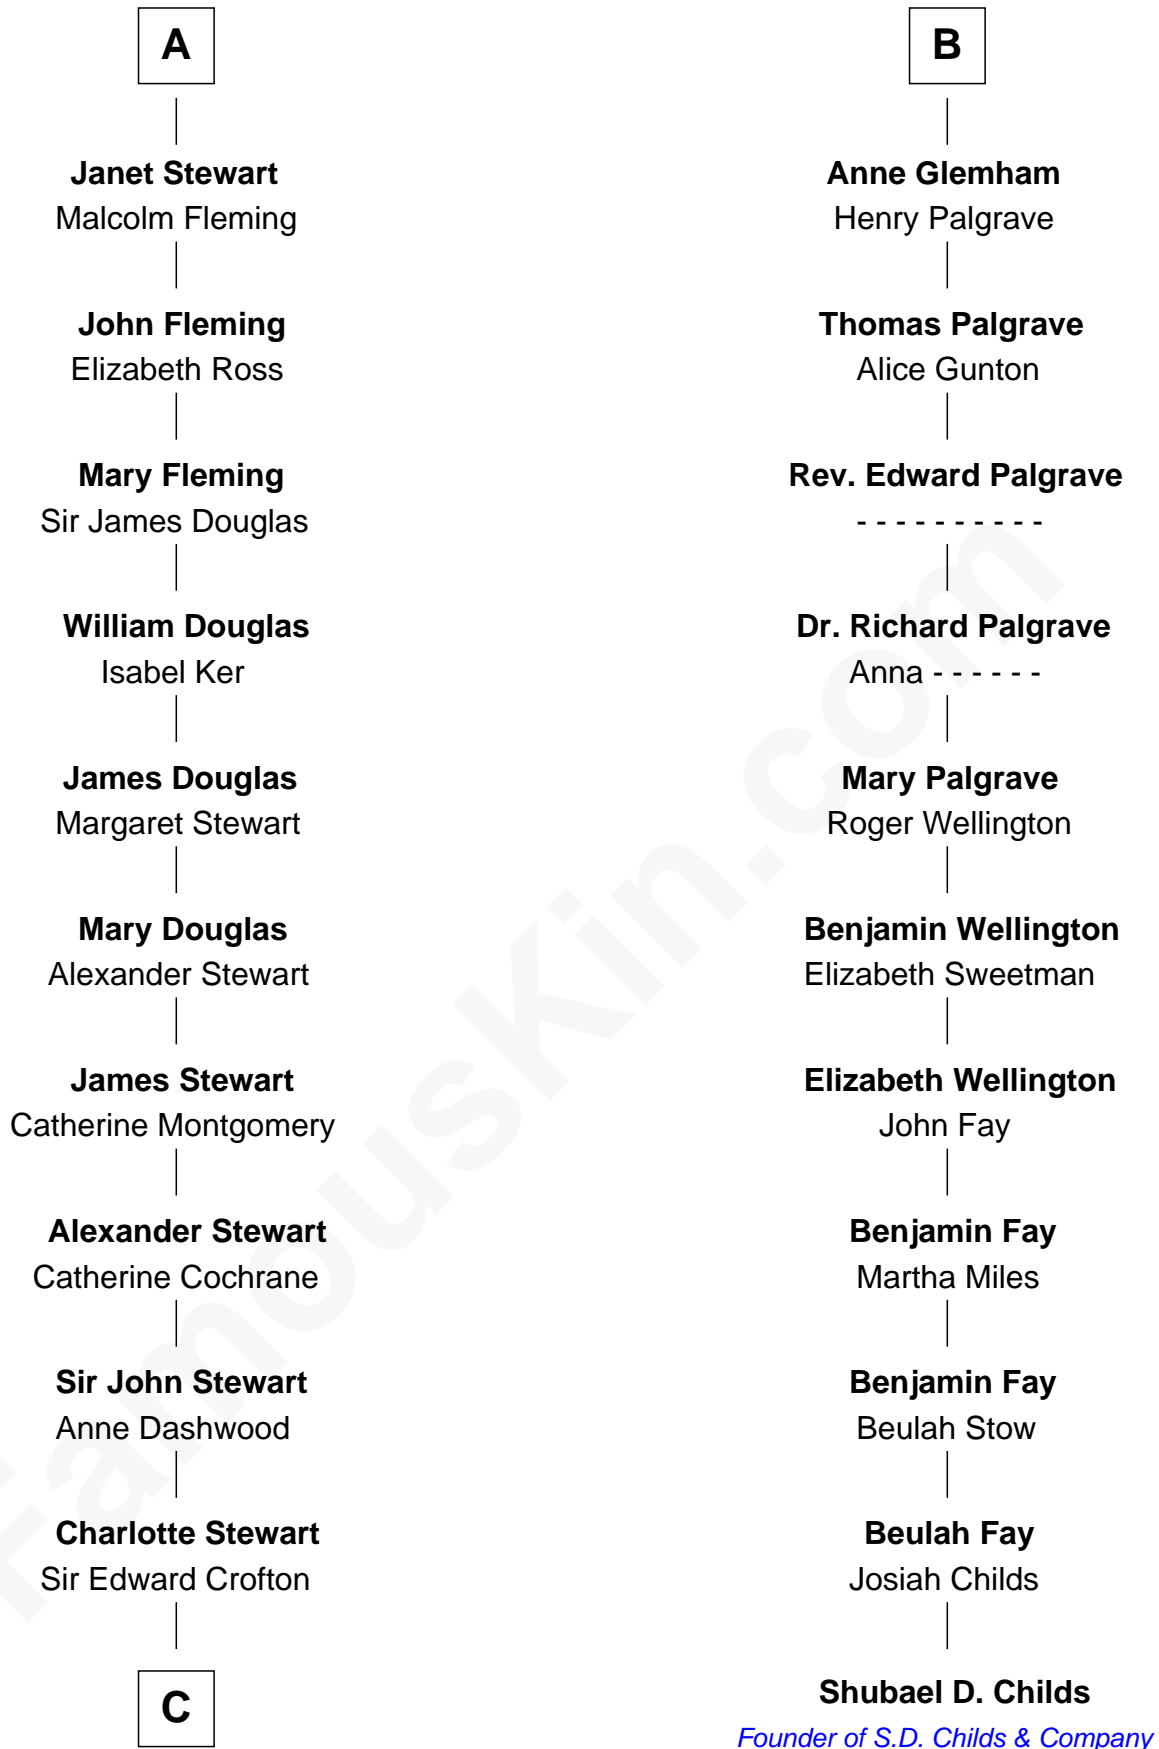 A
Janet Stewart
Malcolm Fleming
John Fleming
Elizabeth Ross
Mary Fleming
Sir James Douglas
William Douglas
Isabel Ker
James Douglas
Margaret Stewart
Mary Douglas
Alexander Stewart
James Stewart
Catherine Montgomery
Alexander Stewart
Catherine Cochrane
Sir John Stewart
Anne Dashwood
Charlotte Stewart
Sir Edward Crofton
C
B
Anne Glemham
Henry Palgrave
Thomas Palgrave
Alice Gunton
Rev. Edward Palgrave
- - - - - - - - - -
Dr. Richard Palgrave
Anna - - - - - -
Mary Palgrave
Roger Wellington
Benjamin Wellington
Elizabeth Sweetman
Elizabeth Wellington
John Fay
Benjamin Fay
Martha Miles
Benjamin Fay
Beulah Stow
Beulah Fay
Josiah Childs
Shubael D. Childs
Founder of S.D. Childs & Company
FamousKin.com